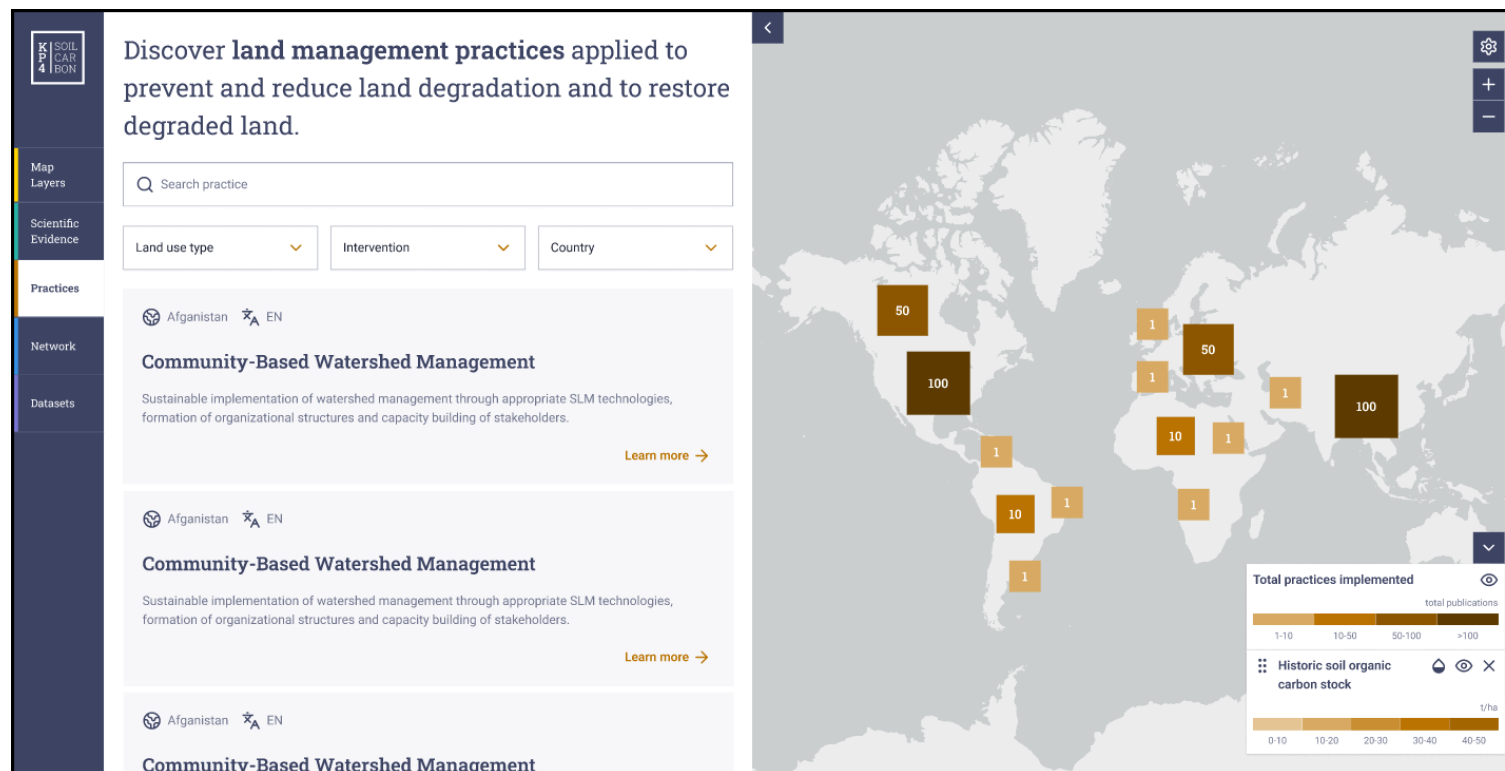 K P 4 SOIL CAR BON
Map
Layers
Scientific
Evidence
Practices
Network
Datasets
Discover land management practices applied to
prevent and reduce land degradation and to restore
degraded land.
Search practice
Land use type
Intervention
Country
Afganistan EN
Community-Based Watershed Management
Sustainable implementation of watershed management through appropriate SLM technologies,
formation of organizational structures and capacity building of stakeholders.
Learn more
Afganistan EN
Community-Based Watershed Management
Sustainable implementation of watershed management through appropriate SLM technologies,
formation of organizational structures and capacity building of stakeholders.
Learn more
Afganistan EN
Community-Based Watershed Management
50
1
50
1
100
1
100
10
1
1
1
10
1
1
Total practices implemented
total publications
1-10 10-50 50-100 >100
Historic soil organic
carbon stock
t/ha
0-10 10-20 20-30 30-40 40-50